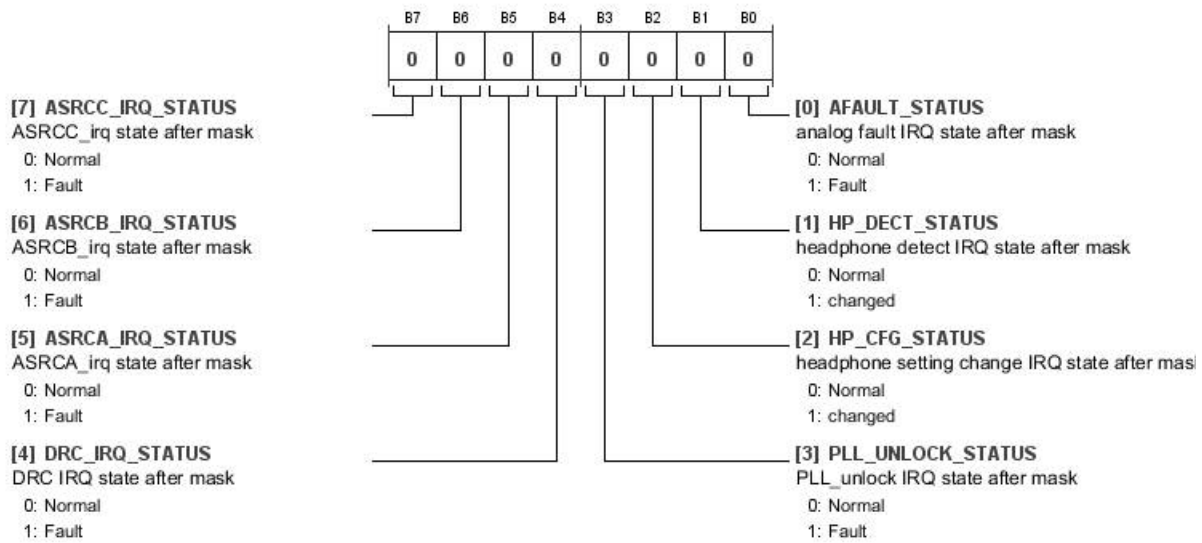 B7 B6 B5 B4 B3 B2 B1 B0
0 0 0 0 0 0 0 0
[7] ASRCC_IRQ_STATUS
ASRCC_irq state after mask
0: Normal
1: Fault
[6] ASRCB_IRQ_STATUS
ASRCB_irq state after mask
0: Normal
1: Fault
[5] ASRCA_IRQ_STATUS
ASRCA_irq state after mask
0: Normal
1: Fault
[4] DRC_IRQ_STATUS
DRC IRQ state after mask
0: Normal
1: Fault
[0] AFAULT_STATUS
analog fault IRQ state after mask
0: Normal
1: Fault
[1] HP_DECT_STATUS
headphone detect IRQ state after mask
0: Normal
1: changed
[2] HP_CFG_STATUS
headphone setting change IRQ state after mask
0: Normal
1: changed
[3] PLL_UNLOCK_STATUS
PLL_unlock IRQ state after mask
0: Normal
1: Fault